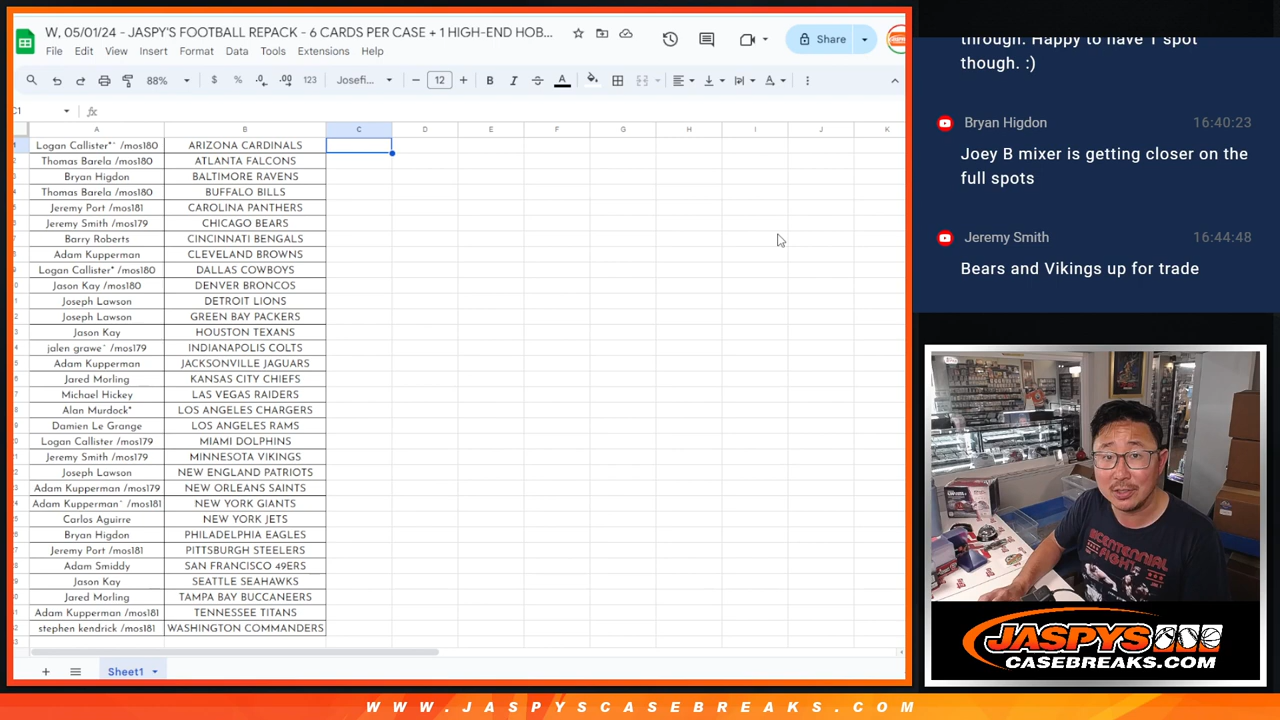 W, 05/01/24 - JASPY'S FOOTBALL REPACK - 6 CARDS PER CASE + 1 HIGH-END HOB...
File Edit View Insert Format Data Tools Extensions Help
Share
88% $ % .0 .00 123 Josefi... 12 B I A
C1 fx
A B C D E F G H I J K
Logan Callister*ˆ /mos180 ARIZONA CARDINALS
Thomas Barela /mos180 ATLANTA FALCONS
Bryan Higdon BALTIMORE RAVENS
Thomas Barela /mos180 BUFFALO BILLS
Jeremy Port /mos181 CAROLINA PANTHERS
Jeremy Smith /mos179 CHICAGO BEARS
Barry Roberts CINCINNATI BENGALS
Adam Kupperman CLEVELAND BROWNS
Logan Callister* /mos180 DALLAS COWBOYS
Jason Kay /mos180 DENVER BRONCOS
Joseph Lawson DETROIT LIONS
Joseph Lawson GREEN BAY PACKERS
Jason Kay HOUSTON TEXANS
jalen graweˆ /mos179 INDIANAPOLIS COLTS
Adam Kupperman JACKSONVILLE JAGUARS
Jared Morling KANSAS CITY CHIEFS
Michael Hickey LAS VEGAS RAIDERS
Alan Murdock* LOS ANGELES CHARGERS
Damien Le Grange LOS ANGELES RAMS
Logan Callister /mos179 MIAMI DOLPHINS
Jeremy Smith /mos179 MINNESOTA VIKINGS
Joseph Lawson NEW ENGLAND PATRIOTS
Adam Kupperman /mos179 NEW ORLEANS SAINTS
Adam Kuppermanˆ /mos181 NEW YORK GIANTS
Carlos Aguirre NEW YORK JETS
Bryan Higdon PHILADELPHIA EAGLES
Jeremy Port /mos181 PITTSBURGH STEELERS
Adam Smiddy SAN FRANCISCO 49ERS
Jason Kay SEATTLE SEAHAWKS
Jared Morling TAMPA BAY BUCCANEERS
Adam Kupperman /mos181 TENNESSEE TITANS
stephen kendrick /mos181 WASHINGTON COMMANDERS
Sheet1
through. Happy to have 1 spot
though. :)
Bryan Higdon 16:40:23
Joey B mixer is getting closer on the
full spots
Jeremy Smith 16:44:48
Bears and Vikings up for trade
BICENTENNIAL
FIGHT
JASPYS
CASEBREAKS.COM
WWW.JASPYSCASEBREAKS.COM